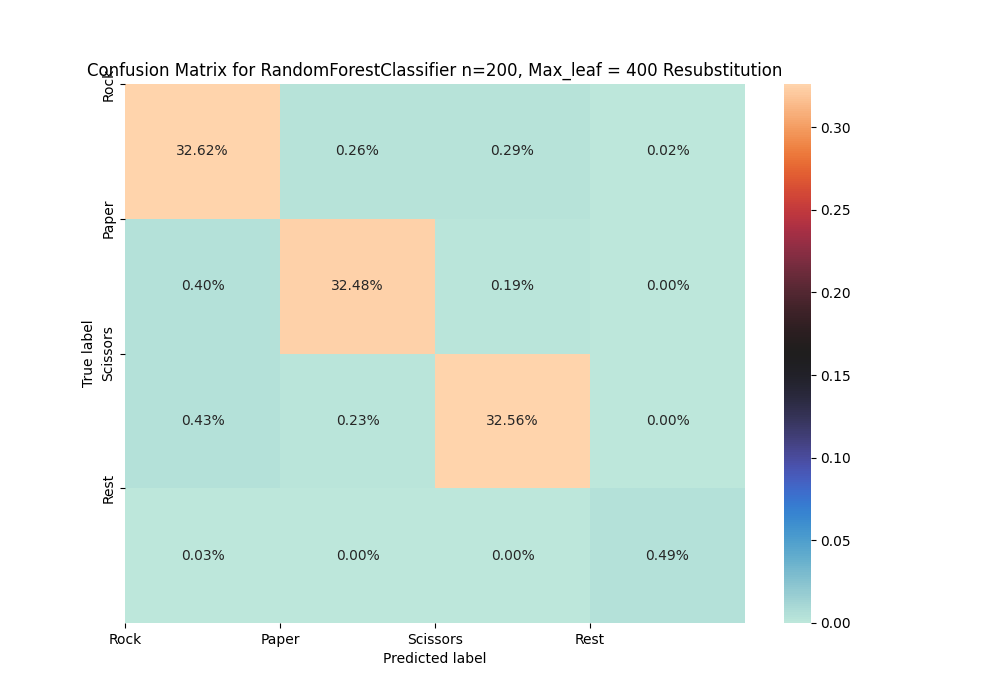 Confusion Matrix for RandomForestClassifier n=200, Max_leaf = 400 Resubstitution
Rock
32.62%
0.26%
0.29%
0.02%
Paper
0.40%
32.48%
0.19%
0.00%
Scissors
0.43%
0.23%
32.56%
0.00%
Rest
0.03%
0.00%
0.00%
0.49%
True label
Rock
Paper
Scissors
Rest
Predicted label
0.30
0.25
0.20
0.15
0.10
0.05
0.00